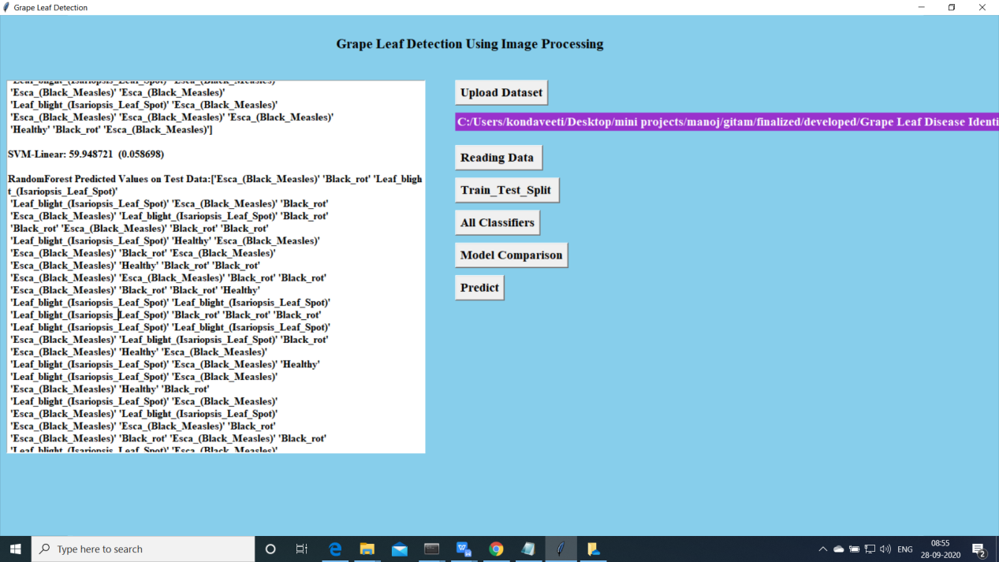 Grape Leaf Detection
Grape Leaf Detection Using Image Processing
'Leaf_blight_(Isariopsis_Leaf_Spot)' 'Esca_(Black_Measles)'
'Esca_(Black_Measles)' 'Esca_(Black_Measles)'
'Leaf_blight_(Isariopsis_Leaf_Spot)' 'Esca_(Black_Measles)'
'Esca_(Black_Measles)' 'Esca_(Black_Measles)' 'Esca_(Black_Measles)'
'Healthy' 'Black_rot' 'Esca_(Black_Measles)']
SVM-Linear: 59.948721 (0.058698)
RandomForest Predicted Values on Test Data:['Esca_(Black_Measles)' 'Black_rot' 'Leaf_bligh
t_(Isariopsis_Leaf_Spot)'
'Leaf_blight_(Isariopsis_Leaf_Spot)' 'Esca_(Black_Measles)' 'Black_rot'
'Esca_(Black_Measles)' 'Leaf_blight_(Isariopsis_Leaf_Spot)' 'Black_rot'
'Black_rot' 'Esca_(Black_Measles)' 'Black_rot' 'Black_rot'
'Leaf_blight_(Isariopsis_Leaf_Spot)' 'Healthy' 'Esca_(Black_Measles)'
'Esca_(Black_Measles)' 'Black_rot' 'Esca_(Black_Measles)'
'Esca_(Black_Measles)' 'Healthy' 'Black_rot' 'Black_rot'
'Esca_(Black_Measles)' 'Esca_(Black_Measles)' 'Black_rot' 'Black_rot'
'Esca_(Black_Measles)' 'Black_rot' 'Black_rot' 'Healthy'
'Leaf_blight_(Isariopsis_Leaf_Spot)' 'Leaf_blight_(Isariopsis_Leaf_Spot)'
'Leaf_blight_(Isariopsis_Leaf_Spot)' 'Black_rot' 'Black_rot' 'Black_rot'
'Leaf_blight_(Isariopsis_Leaf_Spot)' 'Leaf_blight_(Isariopsis_Leaf_Spot)'
'Esca_(Black_Measles)' 'Leaf_blight_(Isariopsis_Leaf_Spot)' 'Black_rot'
'Esca_(Black_Measles)' 'Healthy' 'Esca_(Black_Measles)'
'Leaf_blight_(Isariopsis_Leaf_Spot)' 'Esca_(Black_Measles)' 'Healthy'
'Leaf_blight_(Isariopsis_Leaf_Spot)' 'Esca_(Black_Measles)'
'Esca_(Black_Measles)' 'Healthy' 'Black_rot'
'Leaf_blight_(Isariopsis_Leaf_Spot)' 'Esca_(Black_Measles)'
'Esca_(Black_Measles)' 'Leaf_blight_(Isariopsis_Leaf_Spot)'
'Esca_(Black_Measles)' 'Esca_(Black_Measles)' 'Black_rot'
'Esca_(Black_Measles)' 'Black_rot' 'Esca_(Black_Measles)' 'Black_rot'
'Leaf_blight_(Isariopsis_Leaf_Spot)' 'Esca_(Black_Measles)'
Upload Dataset
C:/Users/kondaveeti/Desktop/mini projects/manoj/gitam/finalized/developed/Grape Leaf Disease Identi
Reading Data
Train_Test_Split
All Classifiers
Model Comparison
Predict
Type here to search
ENG
08:55
28-09-2020
2